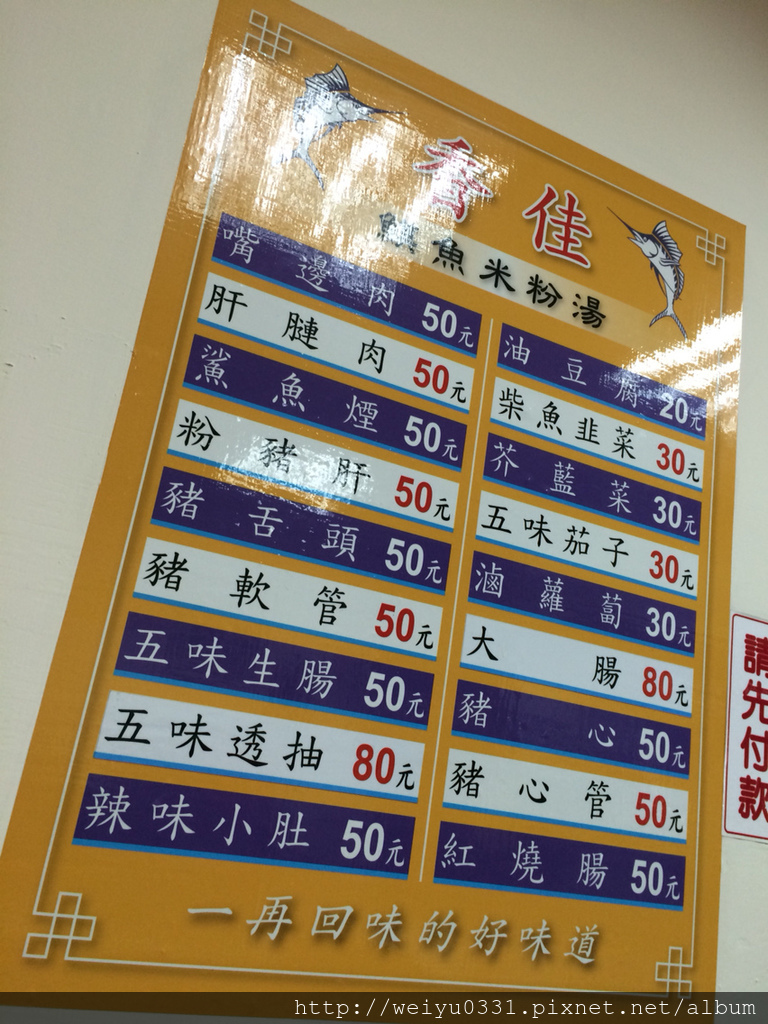 香佳
旗魚米粉湯
嘴邊肉 50元
肝腱肉 50元
鯊魚煙 50元
粉豬肝 50元
豬舌頭 50元
豬軟管 50元
五味生腸 50元
五味透抽 80元
辣味小肚 50元
油豆腐 20元
柴魚韭菜 30元
芥藍菜 30元
五味茄子 30元
滷蘿蔔 30元
大腸 80元
豬心 50元
豬心管 50元
紅燒腸 50元
一再回味的好味道
請先付款
http://weiyu0331.pixnet.net/album